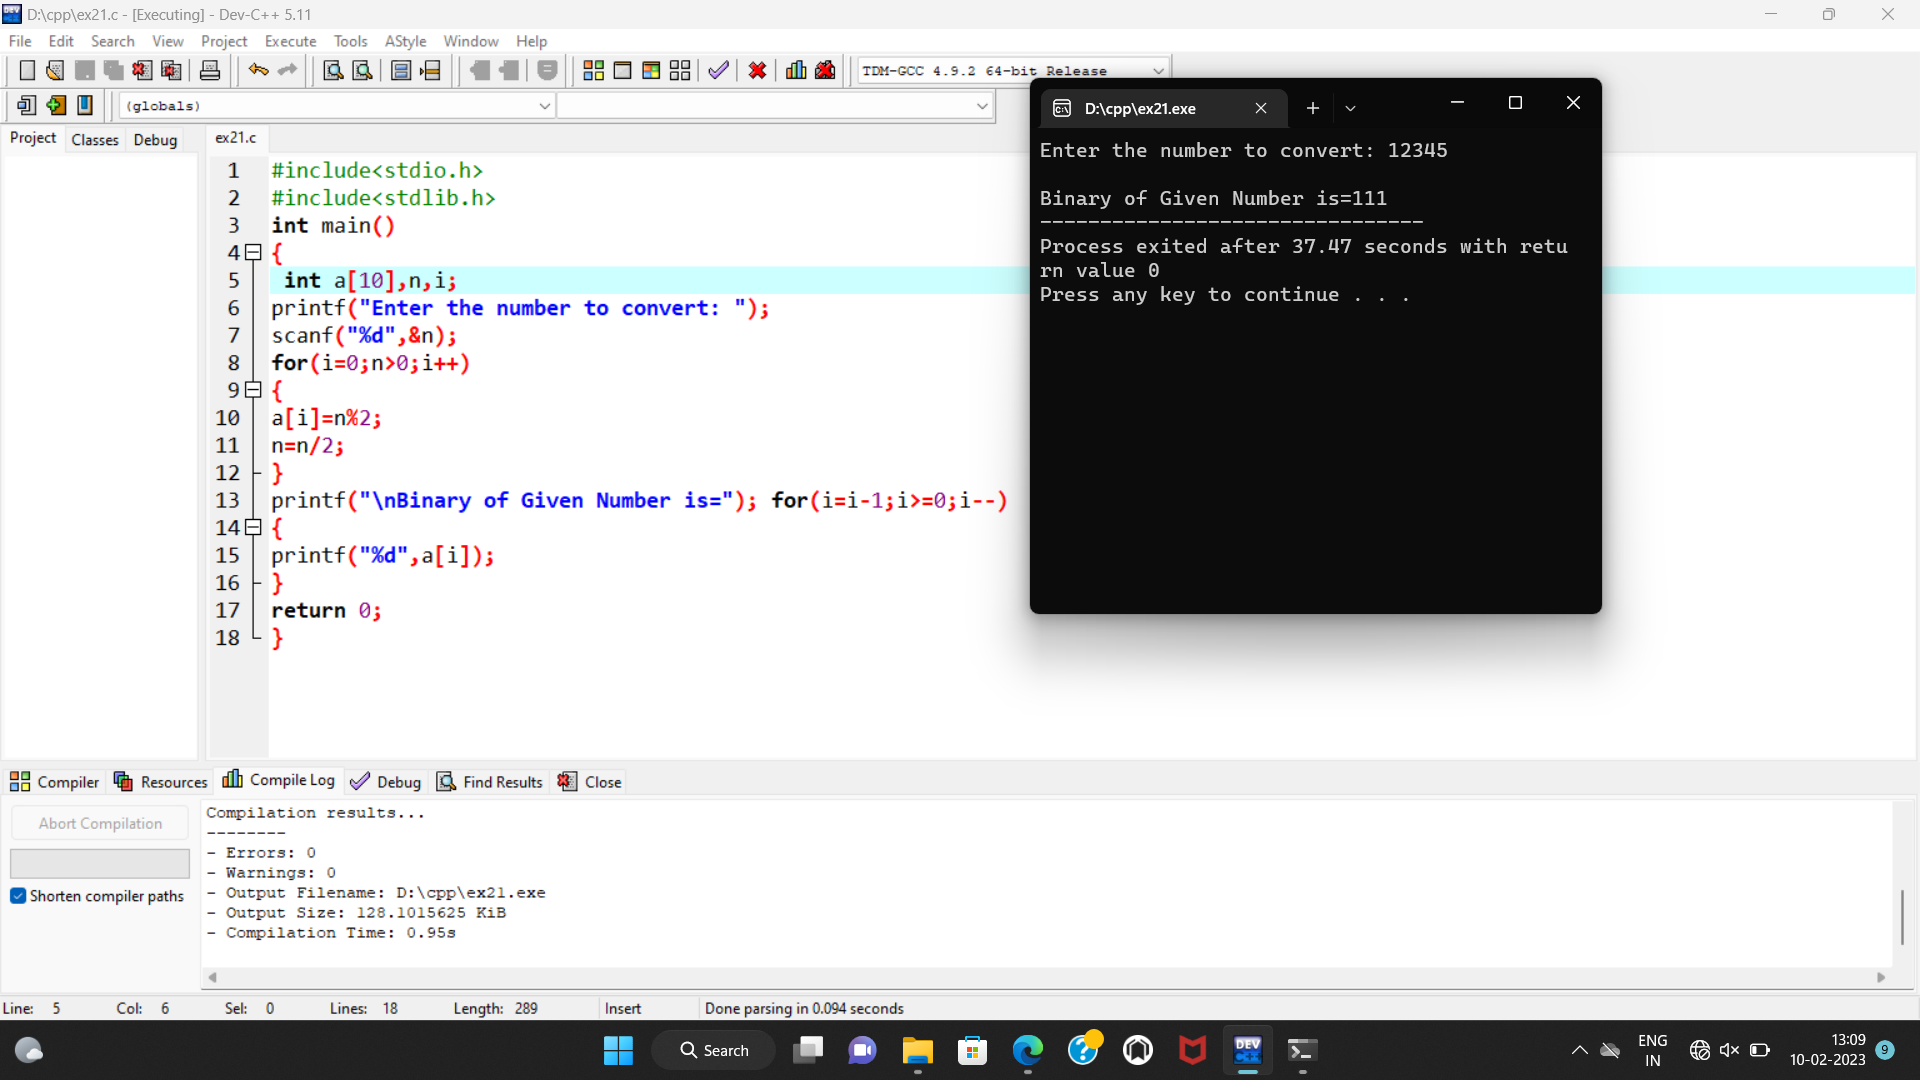 D:\cpp\ex21.c - [Executing] - Dev-C++ 5.11
File Edit Search View Project Execute Tools AStyle Window Help
TDM-GCC 4.9.2 64-bit Release
(globals)
Project Classes Debug
ex21.c
1 #include<stdio.h>
2 #include<stdlib.h>
3 int main()
4 {
5 int a[10],n,i;
6 printf("Enter the number to convert: ");
7 scanf("%d",&n);
8 for(i=0;n>0;i++)
9 {
10 a[i]=n%2;
11 n=n/2;
12 }
13 printf("\nBinary of Given Number is="); for(i=i-1;i>=0;i--)
14 {
15 printf("%d",a[i]);
16 }
17 return 0;
18 }
D:\cpp\ex21.exe
Enter the number to convert: 12345
Binary of Given Number is=111
--------------------------------
Process exited after 37.47 seconds with retu
rn value 0
Press any key to continue . . .
Compiler Resources Compile Log Debug Find Results Close
Abort Compilation
Shorten compiler paths
Compilation results...
--------
- Errors: 0
- Warnings: 0
- Output Filename: D:\cpp\ex21.exe
- Output Size: 128.1015625 KiB
- Compilation Time: 0.95s
Line: 5 Col: 6 Sel: 0 Lines: 18 Length: 289 Insert Done parsing in 0.094 seconds
Search
DEV
C++
ENG
IN
13:09
10-02-2023
9